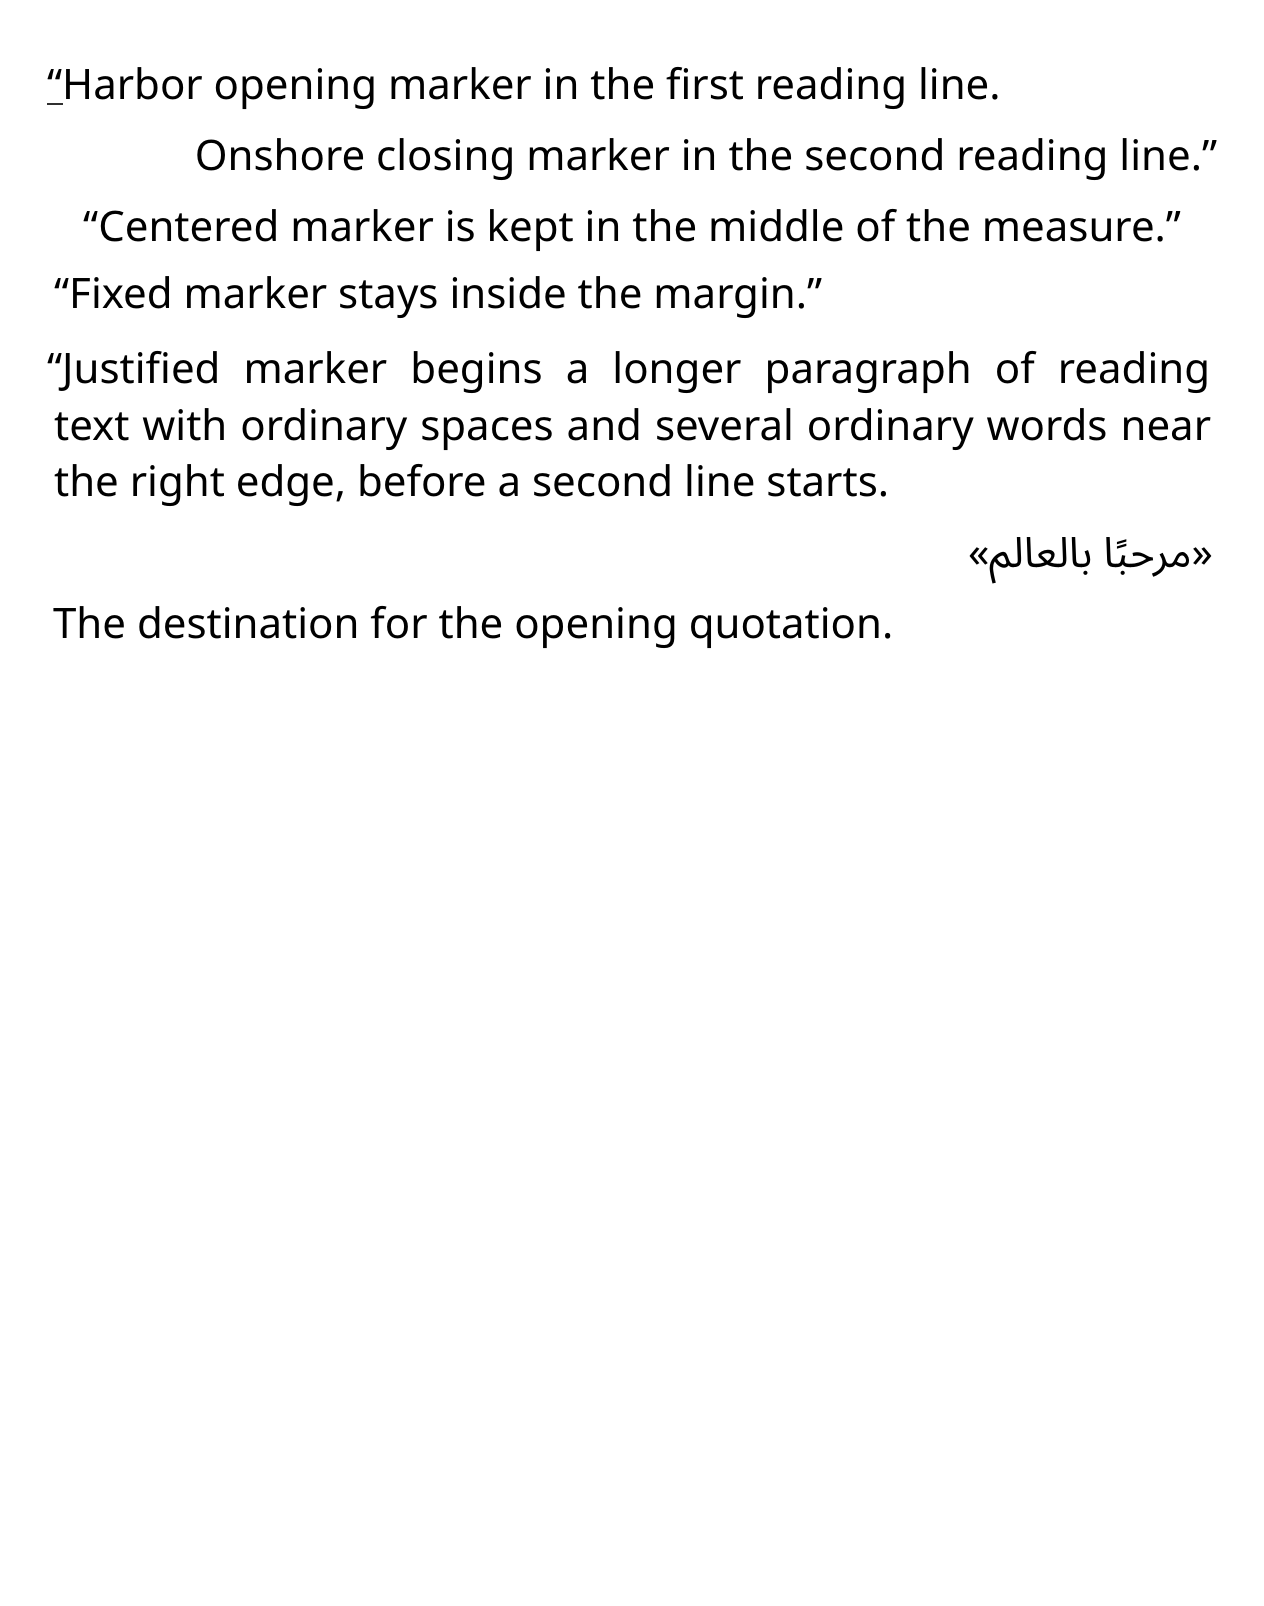 “Harbor opening marker in the first reading line.
Onshore closing marker in the second reading line.”
“Centered marker is kept in the middle of the measure.”
“Fixed marker stays inside the margin.”
“Justified marker begins a longer paragraph of reading
text with ordinary spaces and several ordinary words near
the right edge, before a second line starts.
«مرحبًا بالعالم»
The destination for the opening quotation.